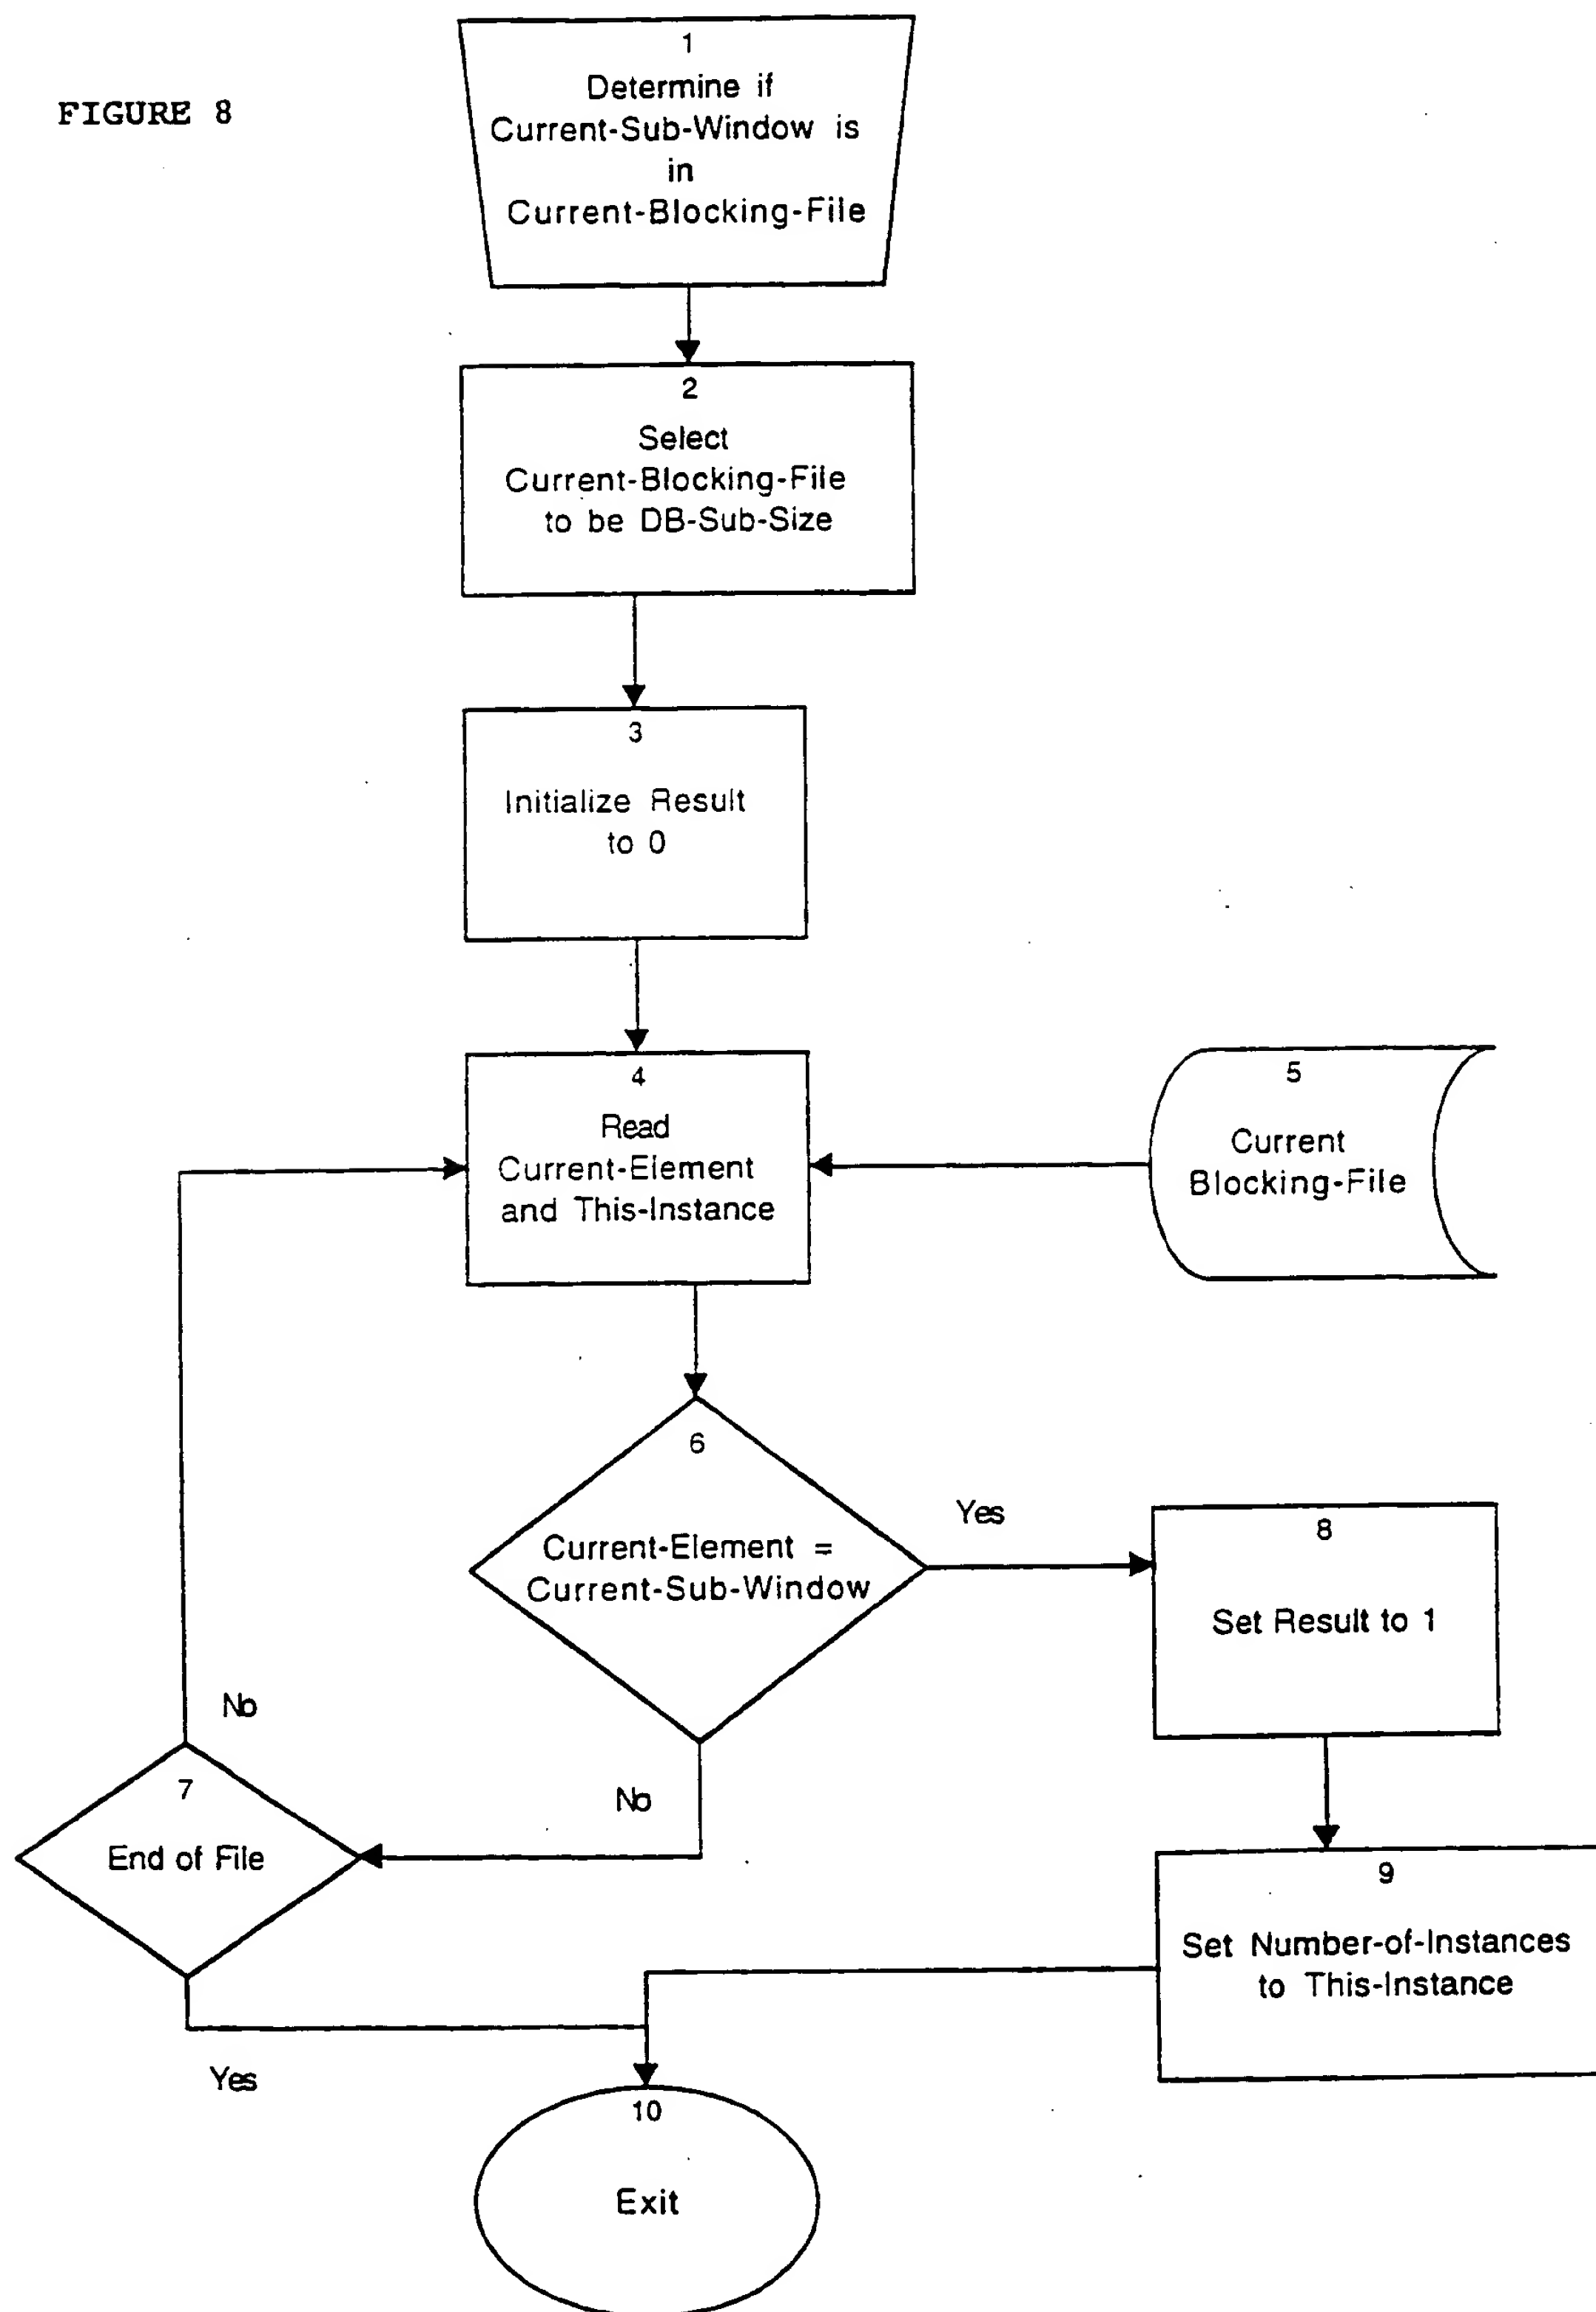 FIGURE 8
1
Determine if
Current-Sub-Window is
in
Current-Blocking-File
2
Select
Current-Blocking-File
to be DB-Sub-Size
3
Initialize Result
to 0
4
Read
Current-Element
and This-Instance
5
Current
Blocking-File
6
Current-Element =
Current-Sub-Window
Yes
No
7
End of File
No
Yes
8
Set Result to 1
9
Set Number-of-Instances
to This-Instance
10
Exit